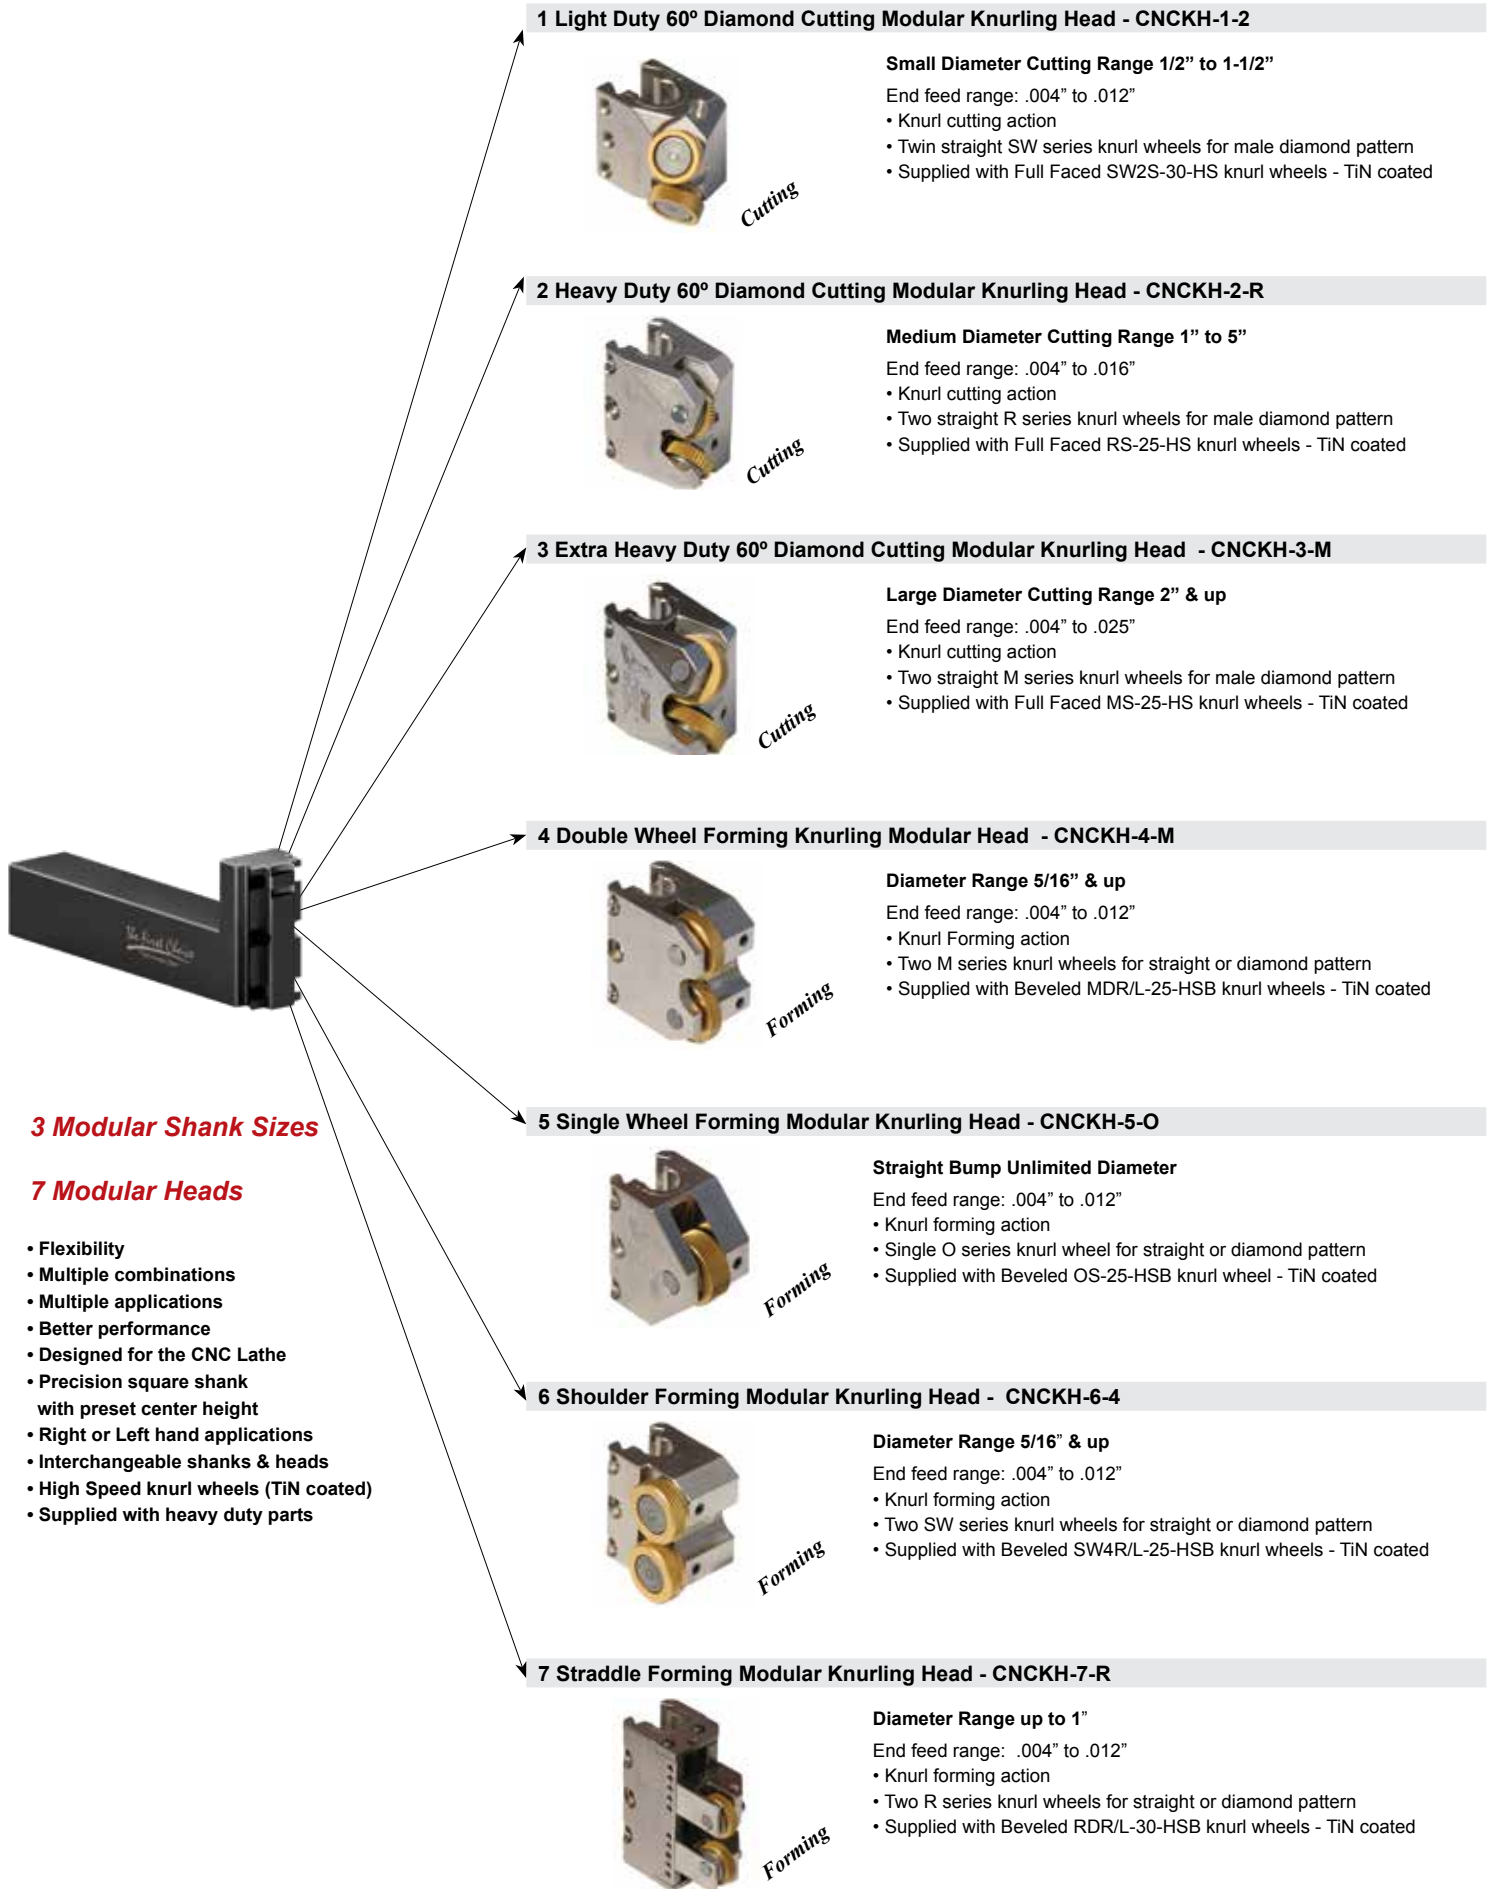 1 Light Duty 60º Diamond Cutting Modular Knurling Head - CNCKH-1-2
Small Diameter Cutting Range 1/2” to 1-1/2”
End feed range: .004” to .012”
• Knurl cutting action
• Twin straight SW series knurl wheels for male diamond pattern
• Supplied with Full Faced SW2S-30-HS knurl wheels - TiN coated
Cutting
2 Heavy Duty 60º Diamond Cutting Modular Knurling Head - CNCKH-2-R
Medium Diameter Cutting Range 1” to 5”
End feed range: .004” to .016”
• Knurl cutting action
• Two straight R series knurl wheels for male diamond pattern
• Supplied with Full Faced RS-25-HS knurl wheels - TiN coated
Cutting
3 Extra Heavy Duty 60º Diamond Cutting Modular Knurling Head - CNCKH-3-M
Large Diameter Cutting Range 2” & up
End feed range: .004” to .025”
• Knurl cutting action
• Two straight M series knurl wheels for male diamond pattern
• Supplied with Full Faced MS-25-HS knurl wheels - TiN coated
Cutting
4 Double Wheel Forming Knurling Modular Head - CNCKH-4-M
Diameter Range 5/16” & up
End feed range: .004” to .012”
• Knurl Forming action
• Two M series knurl wheels for straight or diamond pattern
• Supplied with Beveled MDR/L-25-HSB knurl wheels - TiN coated
Forming
5 Single Wheel Forming Modular Knurling Head - CNCKH-5-O
Straight Bump Unlimited Diameter
End feed range: .004” to .012”
• Knurl forming action
• Single O series knurl wheel for straight or diamond pattern
• Supplied with Beveled OS-25-HSB knurl wheel - TiN coated
Forming
6 Shoulder Forming Modular Knurling Head - CNCKH-6-4
Diameter Range 5/16” & up
End feed range: .004” to .012”
• Knurl forming action
• Two SW series knurl wheels for straight or diamond pattern
• Supplied with Beveled SW4R/L-25-HSB knurl wheels - TiN coated
Forming
7 Straddle Forming Modular Knurling Head - CNCKH-7-R
Diameter Range up to 1”
End feed range: .004” to .012”
• Knurl forming action
• Two R series knurl wheels for straight or diamond pattern
• Supplied with Beveled RDR/L-30-HSB knurl wheels - TiN coated
Forming
3 Modular Shank Sizes
7 Modular Heads
• Flexibility
• Multiple combinations
• Multiple applications
• Better performance
• Designed for the CNC Lathe
• Precision square shank
with preset center height
• Right or Left hand applications
• Interchangeable shanks & heads
• High Speed knurl wheels (TiN coated)
• Supplied with heavy duty parts